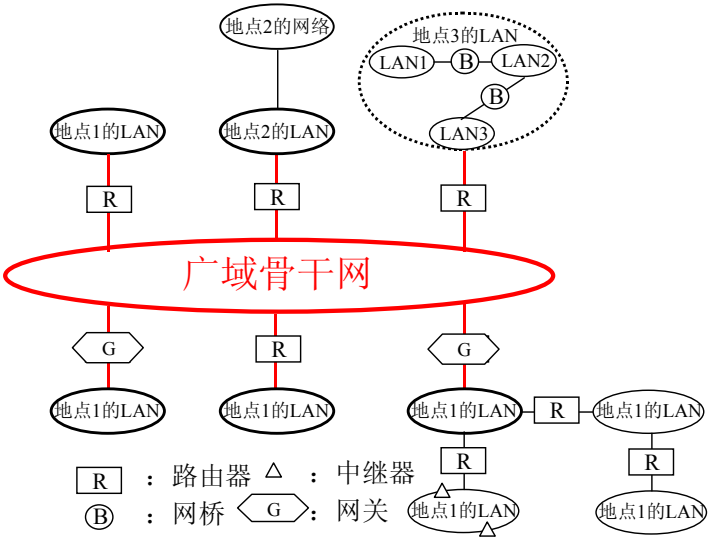 地点2的网络
地点3的LAN
LAN1
B
LAN2
B
LAN3
地点1的LAN
地点2的LAN
R
R
R
广域骨干网
G
R
G
地点1的LAN
地点1的LAN
地点1的LAN
R
地点1的LAN
R
R
地点1的LAN
地点1的LAN
R ：路由器 ：中继器
B ：网桥 G ：网关